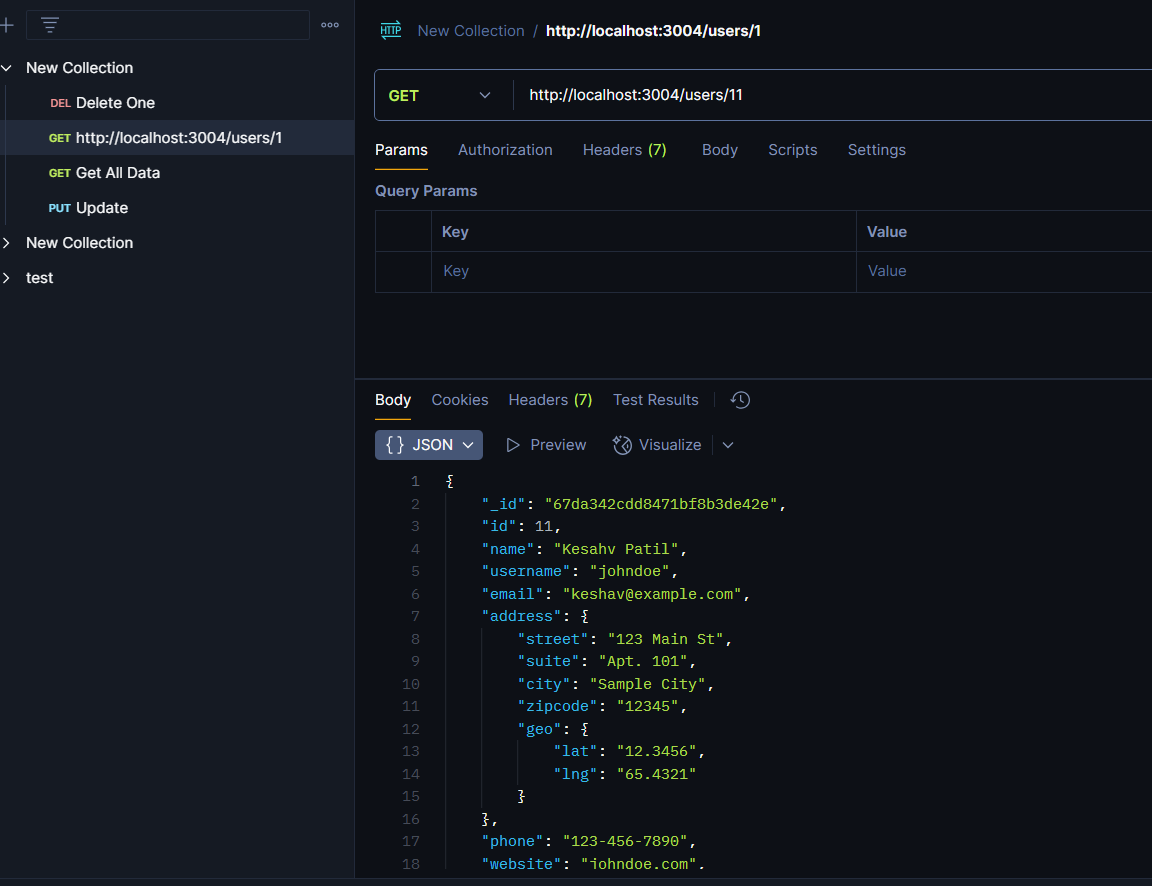 New Collection
DEL Delete One
GET http://localhost:3004/users/1
GET Get All Data
PUT Update
New Collection
test
HTTP New Collection / http://localhost:3004/users/1
GET http://localhost:3004/users/11
Params Authorization Headers (7) Body Scripts Settings
Query Params
Key Value
Key Value
Body Cookies Headers (7) Test Results
{} JSON Preview Visualize
1 {
2 "_id": "67da342cdd8471bf8b3de42e",
3 "id": 11,
4 "name": "Kesahv Patil",
5 "username": "johndoe",
6 "email": "keshav@example.com",
7 "address": {
8 "street": "123 Main St",
9 "suite": "Apt. 101",
10 "city": "Sample City",
11 "zipcode": "12345",
12 "geo": {
13 "lat": "12.3456",
14 "lng": "65.4321"
15 }
16 },
17 "phone": "123-456-7890",
18 "website": "johndoe.com",